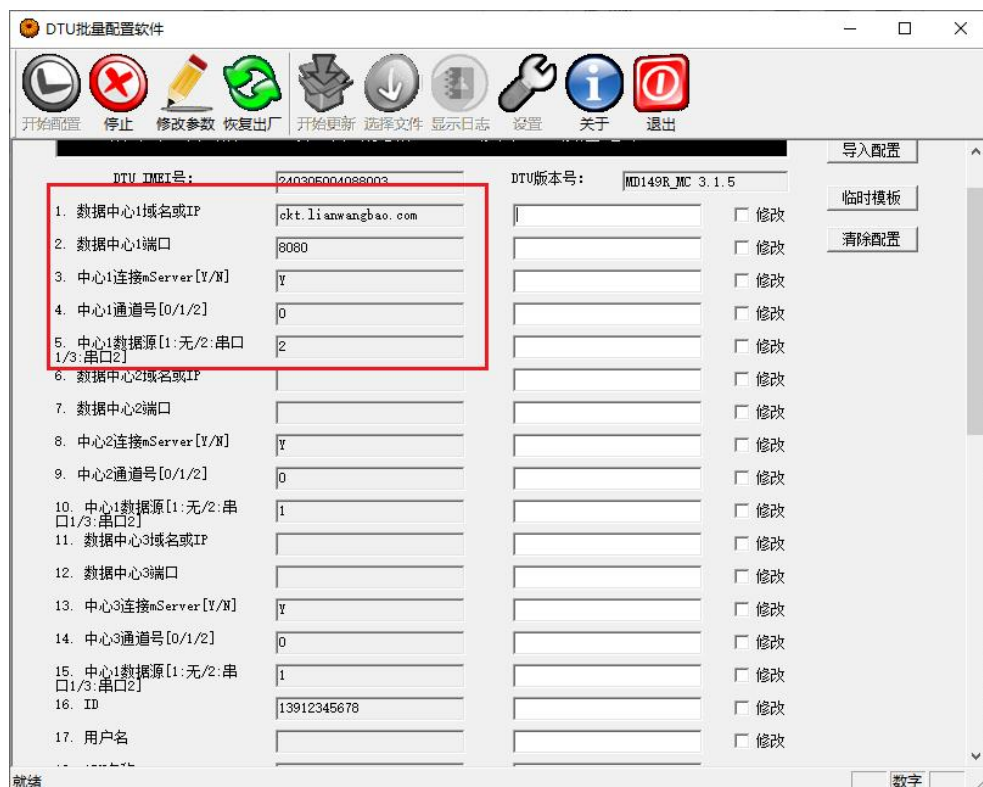 DTU批量配置软件
开始配置 停止 修改参数 恢复出厂 开始更新 选择文件 显示日志 设置 关于 退出
导入配置
DTU IMEI号: 240305004088003 DTU版本号: MD149R_MC 3.1.5
临时模板
1. 数据中心1域名或IP ckt.lianwangbao.com 修改
清除配置
2. 数据中心1端口 8080 修改
3. 中心1连接mServer[Y/N] Y 修改
4. 中心1通道号[0/1/2] 0 修改
5. 中心1数据源[1:无/2:串口
1/3:串口2] 2 修改
6. 数据中心2域名或IP 修改
7. 数据中心2端口 修改
8. 中心2连接mServer[Y/N] Y 修改
9. 中心2通道号[0/1/2] 0 修改
10. 中心1数据源[1:无/2:串
口1/3:串口2] 1 修改
11. 数据中心3域名或IP 修改
12. 数据中心3端口 修改
13. 中心3连接mServer[Y/N] Y 修改
14. 中心3通道号[0/1/2] 0 修改
15. 中心1数据源[1:无/2:串
口1/3:串口2] 1 修改
16. ID 13912345678 修改
17. 用户名 修改
就绪 数字